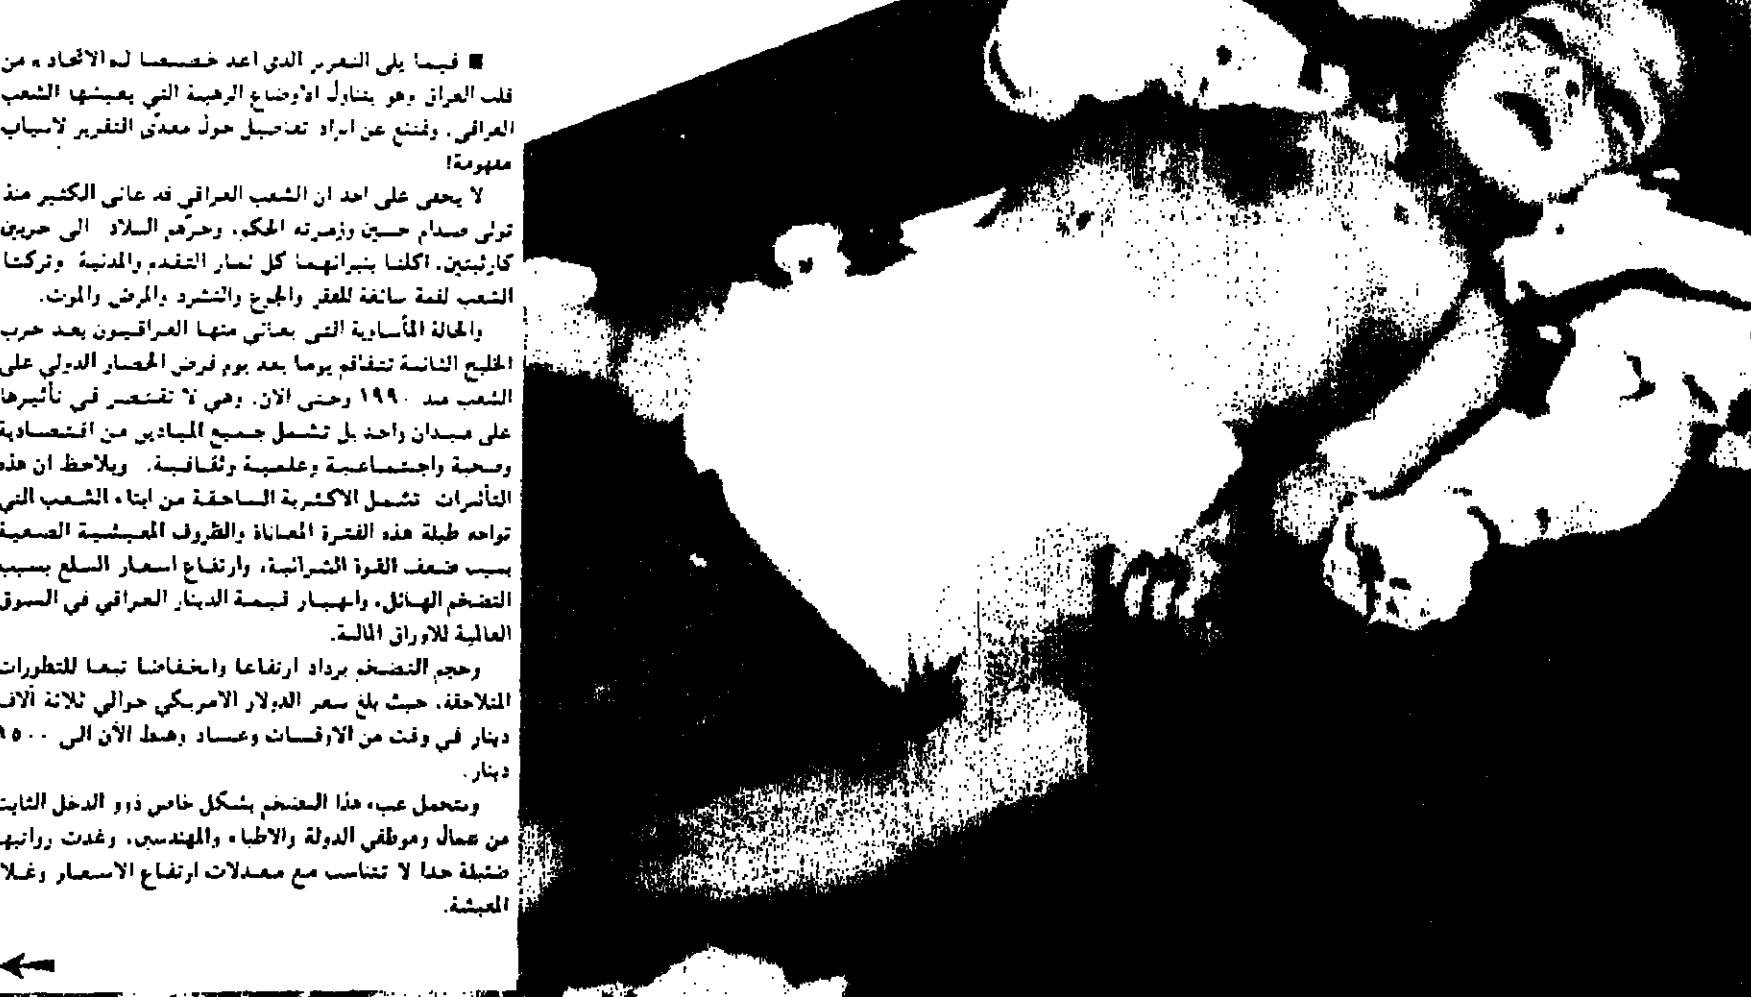 ■ فيما يلي التقرير الذي اعد خصيصا لـ«الاتحاد» من
قلب العراق وهو يتناول الاوضاع الرهيبة التي يعيشها الشعب
العراقي. ونمتنع عن ايراد تفاصيل حول معدّي التقرير لاسباب
مفهومة!
لا يخفى على احد ان الشعب العراقي قد عانى الكثير منذ
تولي صدام حسين وزمرته الحكم، وجرّهم البلاد الى حربين
كارثيتين، اكلتا بنيرانهما كل ثمار التقدم والمدنية وتركتا
الشعب لقمة سائغة للفقر والجوع والتشرد والمرض والموت.
والحالة المأساوية التي يعاني منها العراقيون بعد حرب
الخليج الثانية تتفاقم يوما بعد يوم فرض الحصار الدولي على
الشعب منذ ١٩٩٠ وحتى الان. وهي لا تقتصر في تأثيرها
على ميدان واحد بل تشمل جميع الميادين من اقتصادية
وصحية واجتماعية وعلمية وثقافية. ويلاحظ ان هذه
التأثيرات تشمل الاكثرية الساحقة من ابناء الشعب التي
تواجه طيلة هذه الفترة المعاناة والظروف المعيشية الصعبة
بسبب ضعف القوة الشرائية، وارتفاع اسعار السلع بسبب
التضخم الهائل، وانهيار قيمة الدينار العراقي في السوق
العالمية للاوراق المالية.
وحجم التضخم يزداد ارتفاعا وانخفاضا تبعا للتطورات
المتلاحقة، حيث بلغ سعر الدولار الامريكي حوالي ثلاثة آلاف
دينار في وقت من الاوقات وعاد وهبط الآن الى ١٥٠٠
دينار.
ويتحمل عبء هذا التضخم بشكل خاص ذوو الدخل الثابت
من عمال وموظفي الدولة والاطباء والمهندسين، وغدت رواتبهم
ضئيلة جدا لا تتناسب مع معدلات ارتفاع الاسعار وغلاء
المعيشة.